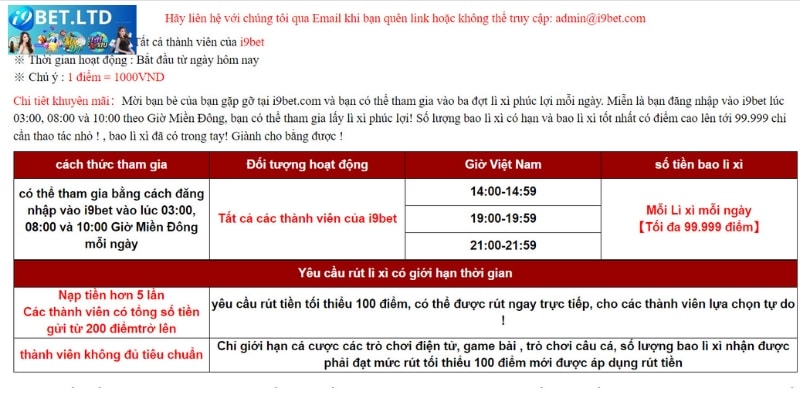 i9
BET.LTD
Hãy liên hệ với chúng tôi qua Email khi bạn quên link hoặc không thể truy cập: admin@i9bet.com
Tất cả thành viên của i9bet
※ Thời gian hoạt động : Bắt đầu từ ngày hôm nay
※ Chú ý : 1 điểm = 1000VND
Chi tiết khuyến mãi: Mời bạn bè của bạn gặp gỡ tại i9bet.com và bạn có thể tham gia vào ba đợt lì xì phúc lợi mỗi ngày. Miễn là bạn đăng nhập vào i9bet lúc
03:00, 08:00 và 10:00 theo Giờ Miền Đông, bạn có thể tham gia lấy lì xì phúc lợi! Số lượng bao lì xì có hạn và bao lì xì tốt nhất có điểm cao lên tới 99.999 chỉ
cần thao tác nhỏ ! , bao lì xì đã có trong tay! Giành cho bằng được !
cách thức tham gia
Đối tượng hoạt động
Giờ Việt Nam
số tiền bao lì xì
có thể tham gia bằng cách đăng
nhập vào i9bet vào lúc 03:00,
08:00 và 10:00 Giờ Miền Đông
mỗi ngày
Tất cả các thành viên của i9bet
14:00-14:59
19:00-19:59
21:00-21:59
Mỗi Lì xì mỗi ngày
【Tối đa 99.999 điểm】
Yêu cầu rút lì xì có giới hạn thời gian
Nạp tiền hơn 5 lần
Các thành viên có tổng số tiền
gửi từ 200 điểmtrở lên
yêu cầu rút tiền tối thiểu 100 điểm, có thể được rút ngay trực tiếp, cho các thành viên lựa chọn tự do
!
thành viên không đủ tiêu chuẩn
Chỉ giới hạn cá cược các trò chơi điện tử, game bài , trò chơi câu cá, số lượng bao lì xì nhận được
phải đạt mức rút tối thiểu 100 điểm mới được áp dụng rút tiền